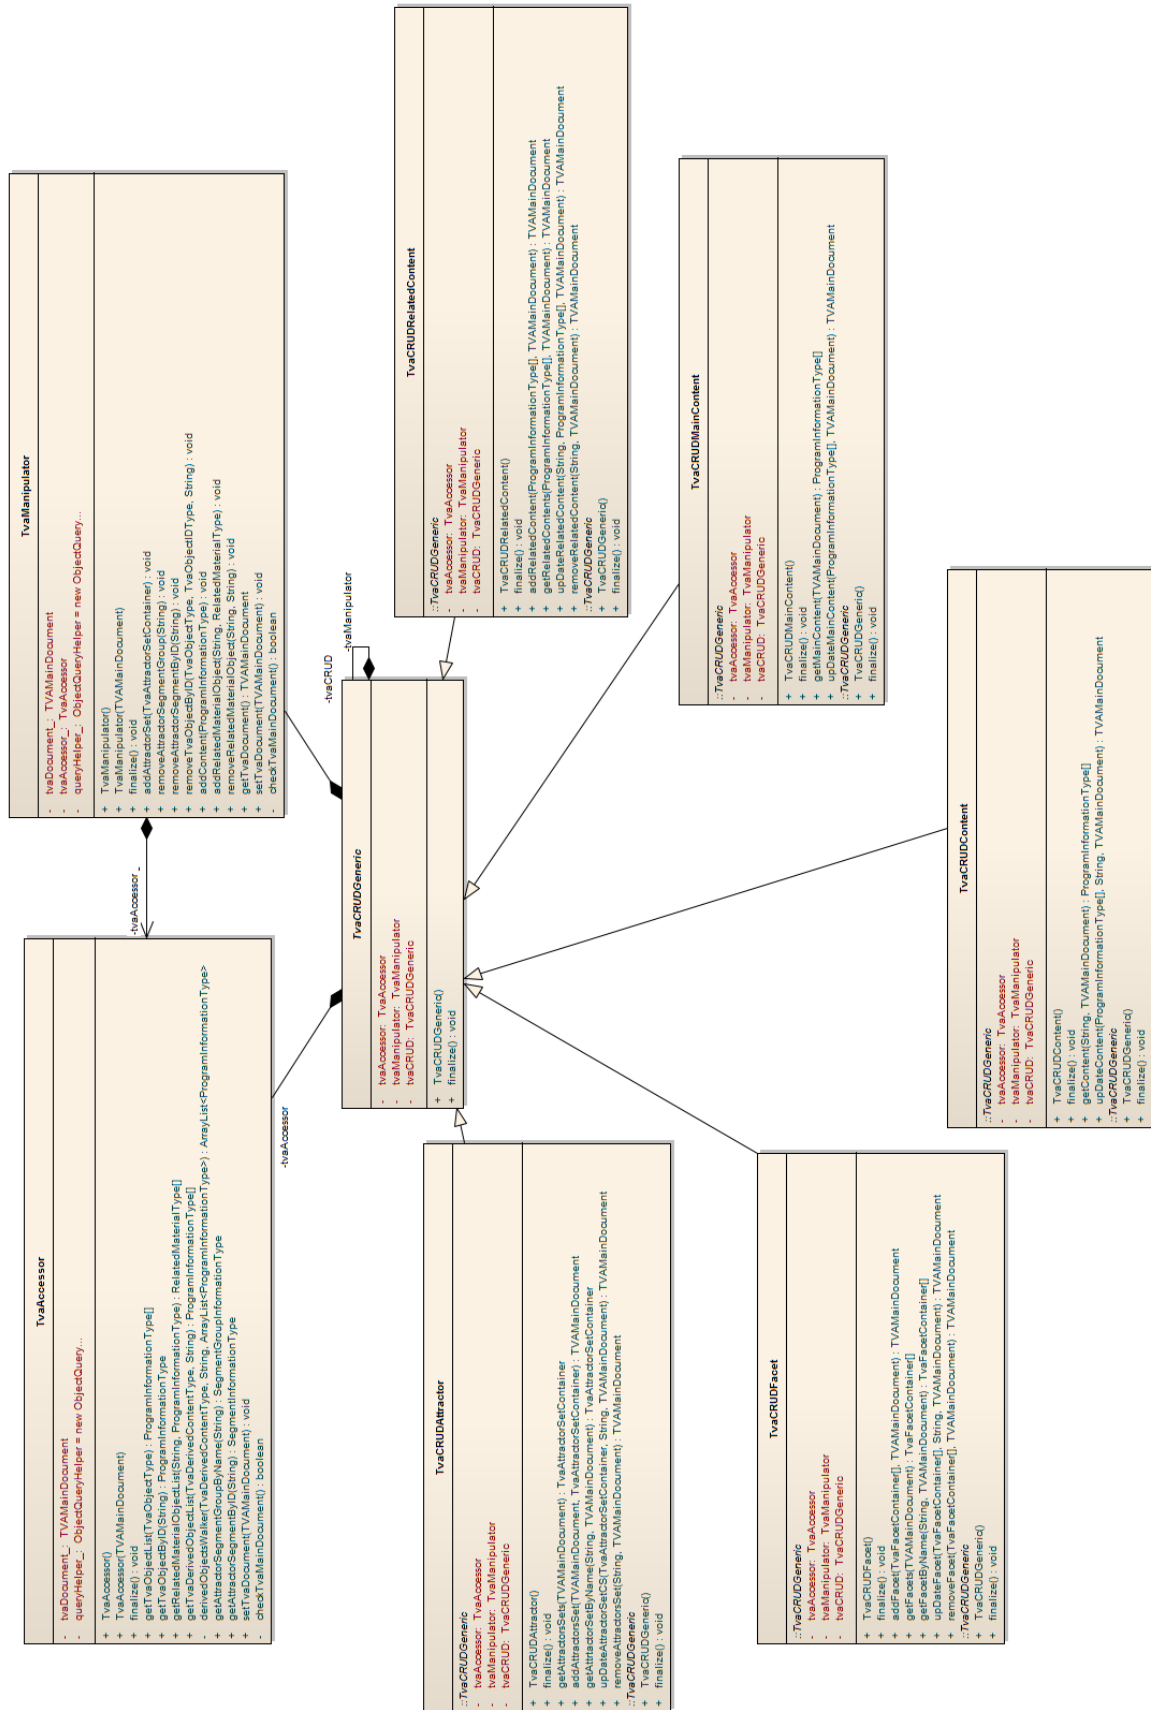 TvaAccessor
- tvaDocument_: TVAMainDocument
- queryHelper_: ObjectQueryHelper = new ObjectQuery...
+ TvaAccessor()
+ TvaAccessor(TVAMainDocument)
+ finalize() : void
+ getTvaObjectList(TvaObjectType) : ProgramInformationType[]
+ getTvaObjectByID(String) : ProgramInformationType
+ getRelatedMaterialObjectList(String, ProgramInformationType) : RelatedMaterialType[]
+ getTvaDerivedObjectList(TvaDerivedContentType, String) : ProgramInformationType[]
- derivedObjectsWalker(TvaDerivedContentType, String, ArrayList<ProgramInformationType>) : ArrayList<ProgramInformationType>
+ getAttractorSegmentGroupByName(String) : SegmentGroupInformationType
+ getAttractorSegmentByID(String) : SegmentInformationType
+ setTvaDocument(TVAMainDocument) : void
- checkTvaMainDocument() : boolean
-tvaAccessor_
TvaManipulator
- tvaDocument_: TVAMainDocument
- tvaAccessor_: TvaAccessor
- queryHelper_: ObjectQueryHelper = new ObjectQuery...
+ TvaManipulator()
+ TvaManipulator(TVAMainDocument)
+ finalize() : void
+ addAttractorSet(TvaAttractorSetContainer) : void
+ removeAttractorSegmentGroup(String) : void
+ removeAttractorSegmentByID(String) : void
+ removeTvaObjectByID(TvaObjectType, TvaObjectIDType, String) : void
+ addContent(ProgramInformationType) : void
+ addRelatedMaterialObject(String, RelatedMaterialType) : void
+ removeRelatedMaterialObject(String, String) : void
+ getTvaDocument() : TVAMainDocument
+ setTvaDocument(TVAMainDocument) : void
- checkTvaMainDocument() : boolean
-tvaAccessor
-tvaCRUD
-tvaManipulator
TvaCRUDGeneric
- tvaAccessor: TvaAccessor
- tvaManipulator: TvaManipulator
- tvaCRUD: TvaCRUDGeneric
+ TvaCRUDGeneric()
+ finalize() : void
TvaCRUDAttractor
::TvaCRUDGeneric
- tvaAccessor: TvaAccessor
- tvaManipulator: TvaManipulator
- tvaCRUD: TvaCRUDGeneric
+ TvaCRUDAttractor()
+ finalize() : void
+ getAttractorsSets(TVAMainDocument) : TvaAttractorSetContainer
+ addAttractorsSet(TVAMainDocument, TvaAttractorSetContainer) : TVAMainDocument
+ getAttrtactorSetByName(String, TVAMainDocument) : TvaAttractorSetContainer
+ upDateAttractorSetCS(TvaAttractorSetContainer, String, TVAMainDocument) : TVAMainDocument
+ removeAttractorsSet(String, TVAMainDocument) : TVAMainDocument
::TvaCRUDGeneric
+ TvaCRUDGeneric()
+ finalize() : void
TvaCRUDRelatedContent
::TvaCRUDGeneric
- tvaAccessor: TvaAccessor
- tvaManipulator: TvaManipulator
- tvaCRUD: TvaCRUDGeneric
+ TvaCRUDRelatedContent()
+ finalize() : void
+ addRelatedContent(ProgramInformationType[], TVAMainDocument) : TVAMainDocument
+ getRelatedContents(ProgramInformationType[], TVAMainDocument) : TVAMainDocument
+ upDateRelatedContent(String, ProgramInformationType[], TVAMainDocument) : TVAMainDocument
+ removeRelatedContent(String, TVAMainDocument) : TVAMainDocument
::TvaCRUDGeneric
+ TvaCRUDGeneric()
+ finalize() : void
TvaCRUDMainContent
::TvaCRUDGeneric
- tvaAccessor: TvaAccessor
- tvaManipulator: TvaManipulator
- tvaCRUD: TvaCRUDGeneric
+ TvaCRUDMainContent()
+ finalize() : void
+ getMainContent(TVAMainDocument) : ProgramInformationType[]
+ upDateMainContent(ProgramInformationType[], TVAMainDocument) : TVAMainDocument
::TvaCRUDGeneric
+ TvaCRUDGeneric()
+ finalize() : void
TvaCRUDFacet
::TvaCRUDGeneric
- tvaAccessor: TvaAccessor
- tvaManipulator: TvaManipulator
- tvaCRUD: TvaCRUDGeneric
+ TvaCRUDFacet()
+ finalize() : void
+ addFacet(TvaFacetContainer[], TVAMainDocument) : TVAMainDocument
+ getFacets(TVAMainDocument) : TvaFacetContainer[]
+ getFacetByName(String, TVAMainDocument) : TvaFacetContainer[]
+ upDateFacet(TvaFacetContainer[], String, TVAMainDocument) : TVAMainDocument
+ removeFacet(TvaFacetContainer[], TVAMainDocument) : TVAMainDocument
::TvaCRUDGeneric
+ TvaCRUDGeneric()
+ finalize() : void
TvaCRUDContent
::TvaCRUDGeneric
- tvaAccessor: TvaAccessor
- tvaManipulator: TvaManipulator
- tvaCRUD: TvaCRUDGeneric
+ TvaCRUDContent()
+ finalize() : void
+ getContent(String, TVAMainDocument) : ProgramInformationType[]
+ upDateContent(ProgramInformationType[], String, TVAMainDocument) : TVAMainDocument
::TvaCRUDGeneric
+ TvaCRUDGeneric()
+ finalize() : void